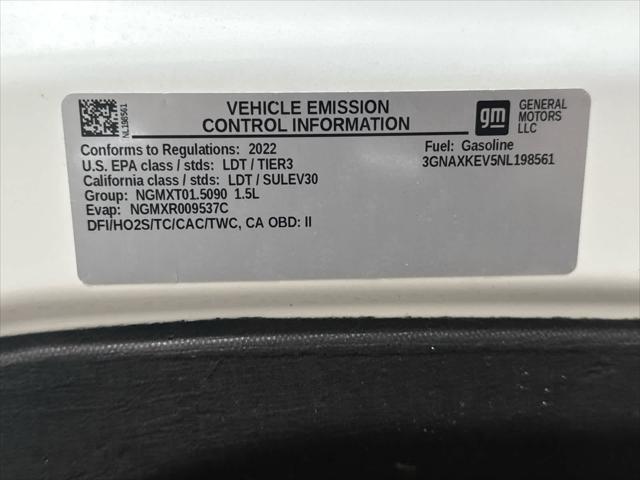 NL198561
VEHICLE EMISSION
CONTROL INFORMATION
gm
GENERAL
MOTORS
LLC
Conforms to Regulations: 2022
U.S. EPA class / stds: LDT / TIER3
California class / stds: LDT / SULEV30
Group: NGMXT01.5090 1.5L
Evap: NGMXR009537C
DFI/HO2S/TC/CAC/TWC, CA OBD: II
Fuel: Gasoline
3GNAXKEV5NL198561